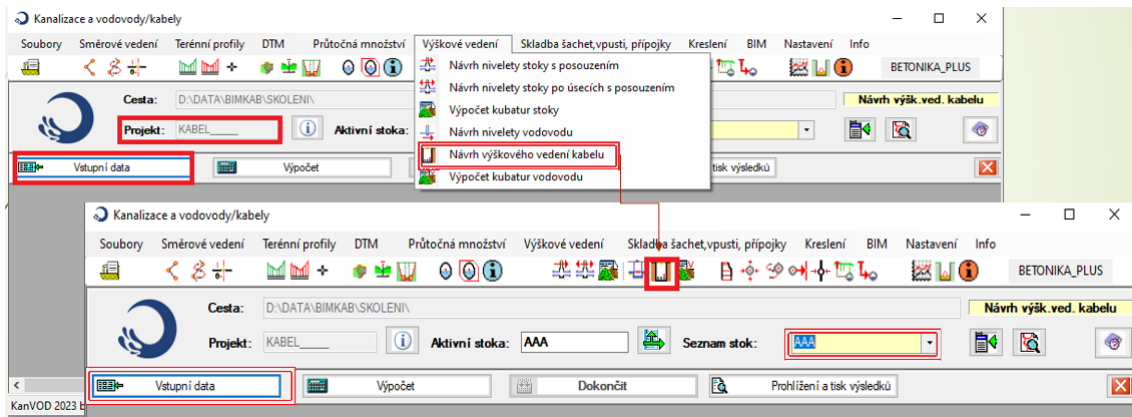 Kanalizace a vodovody/kabely
Soubory Směrové vedení Terénní profily DTM Průtočná množství Výškové vedení Skladba šachet,vpusti, přípojky Kreslení BIM Nastavení Info
BETONIKA_PLUS
Návrh nivelety stoky s posouzením
Návrh nivelety stoky po úsecích s posouzením
Výpočet kubatur stoky
Návrh nivelety vodovodu
Návrh výškového vedení kabelu
Výpočet kubatur vodovodu
Cesta: D:\DATA\BIMKAB\SKOLENI\
Návrh výšk.ved. kabelu
Projekt: KABEL_____ Aktivní stoka:
Vstupní data Výpočet tisk výsledků
Kanalizace a vodovody/kabely
Soubory Směrové vedení Terénní profily DTM Průtočná množství Výškové vedení Skladba šachet,vpusti, přípojky Kreslení BIM Nastavení Info
BETONIKA_PLUS
Cesta: D:\DATA\BIMKAB\SKOLENI\
Návrh výšk.ved. kabelu
Projekt: KABEL_____ Aktivní stoka: AAA Seznam stok: AAA
Vstupní data Výpočet Dokončit Prohlížení a tisk výsledků
KanVOD 2023